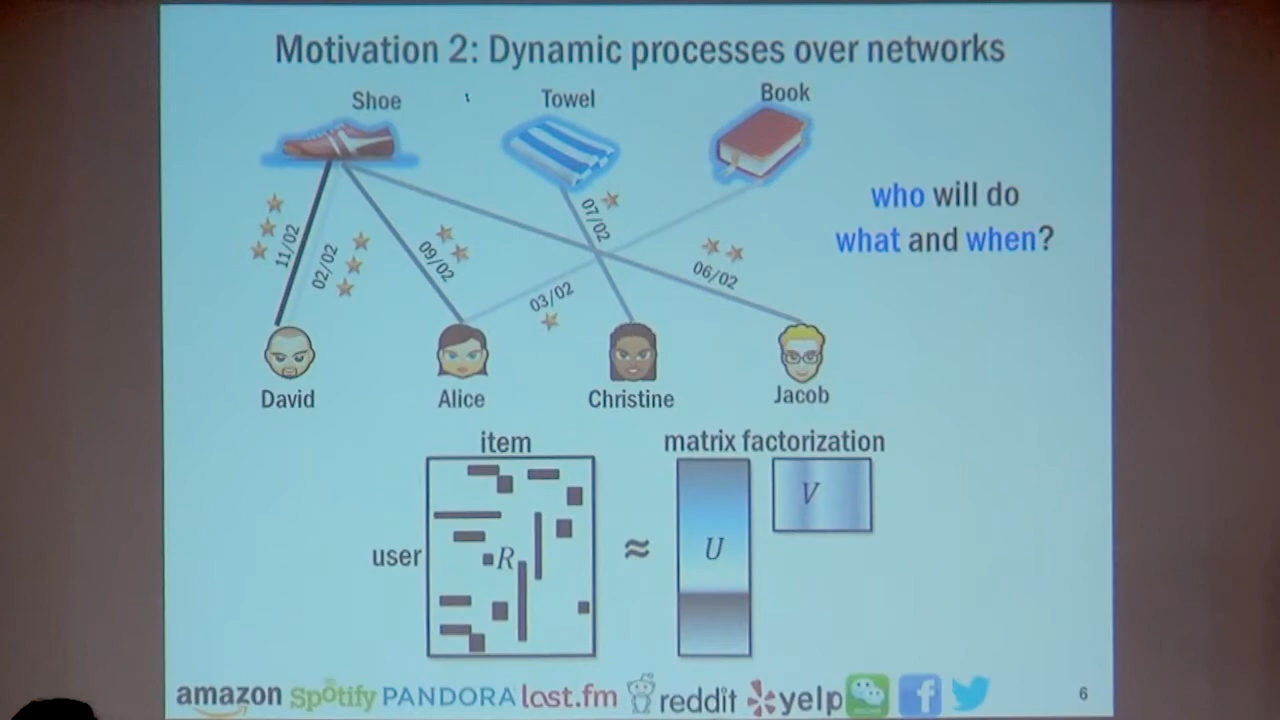 Motivation 2: Dynamic processes over networks
Shoe
Towel
Book
who will do
what and when?
11/02
02/02
09/02
03/02
07/02
06/02
David
Alice
Christine
Jacob
item
matrix factorization
user
R
≈
U
V
amazon Spotify PANDORA lost.fm reddit yelp f
6